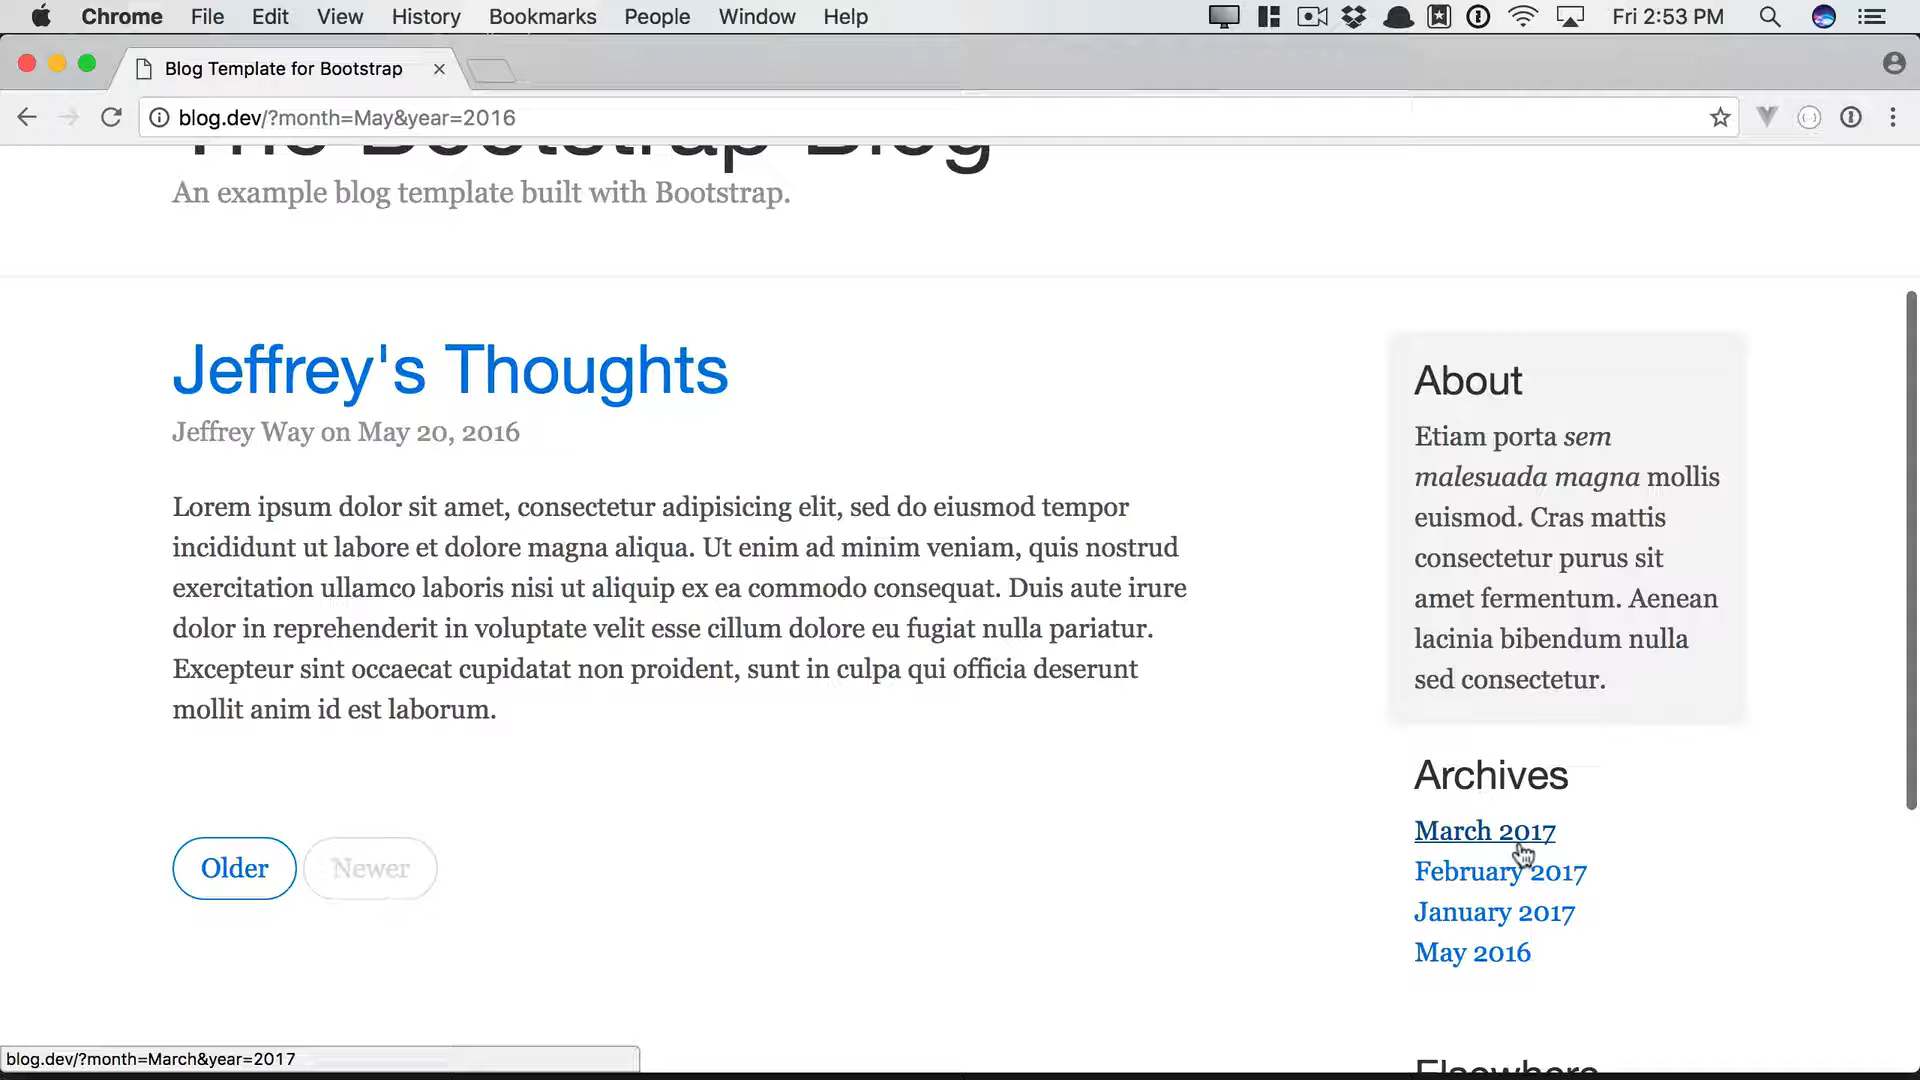 Chrome File Edit View History Bookmarks People Window Help Fri 2:53 PM
Blog Template for Bootstrap
blog.dev/?month=May&year=2016
The Bootstrap Blog
An example blog template built with Bootstrap.
Jeffrey's Thoughts
Jeffrey Way on May 20, 2016
Lorem ipsum dolor sit amet, consectetur adipisicing elit, sed do eiusmod tempor
incididunt ut labore et dolore magna aliqua. Ut enim ad minim veniam, quis nostrud
exercitation ullamco laboris nisi ut aliquip ex ea commodo consequat. Duis aute irure
dolor in reprehenderit in voluptate velit esse cillum dolore eu fugiat nulla pariatur.
Excepteur sint occaecat cupidatat non proident, sunt in culpa qui officia deserunt
mollit anim id est laborum.
Older Newer
About
Etiam porta sem
malesuada magna mollis
euismod. Cras mattis
consectetur purus sit
amet fermentum. Aenean
lacinia bibendum nulla
sed consectetur.
Archives
March 2017
February 2017
January 2017
May 2016
Elsewhere
blog.dev/?month=March&year=2017